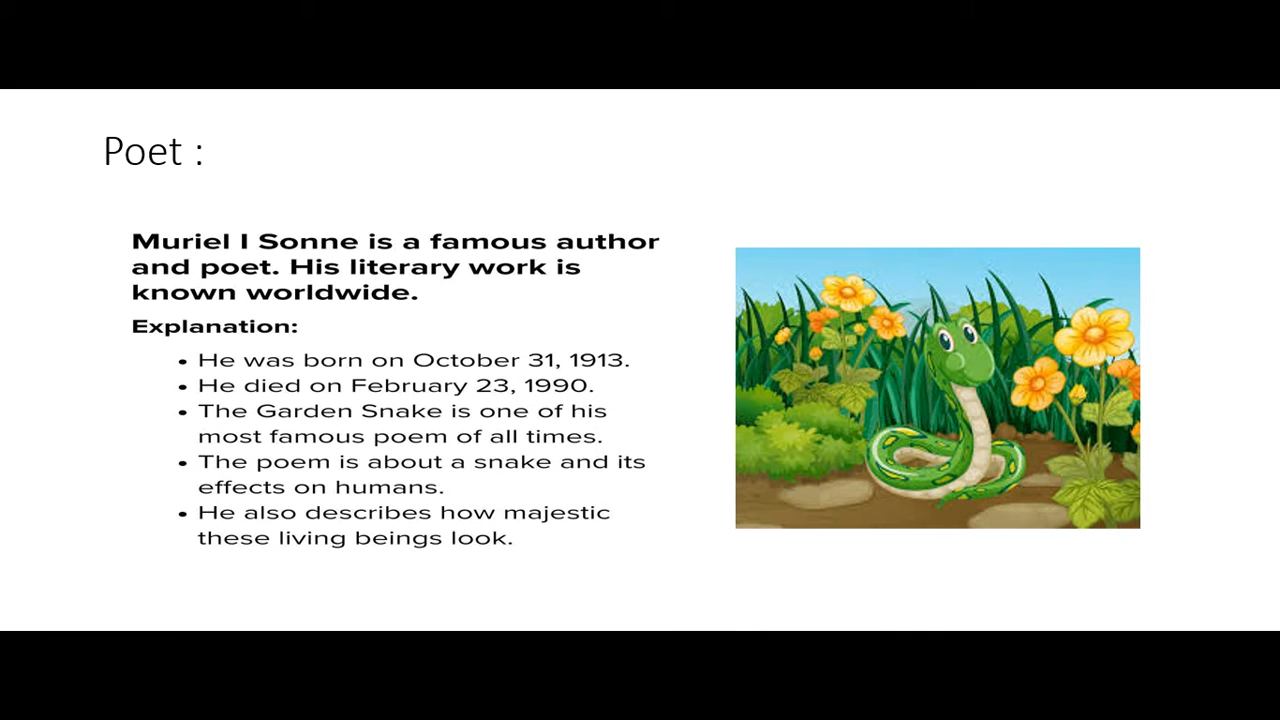 Poet :
Muriel I Sonne is a famous author
and poet. His literary work is
known worldwide.
Explanation:
• He was born on October 31, 1913.
• He died on February 23, 1990.
• The Garden Snake is one of his
most famous poem of all times.
• The poem is about a snake and its
effects on humans.
• He also describes how majestic
these living beings look.